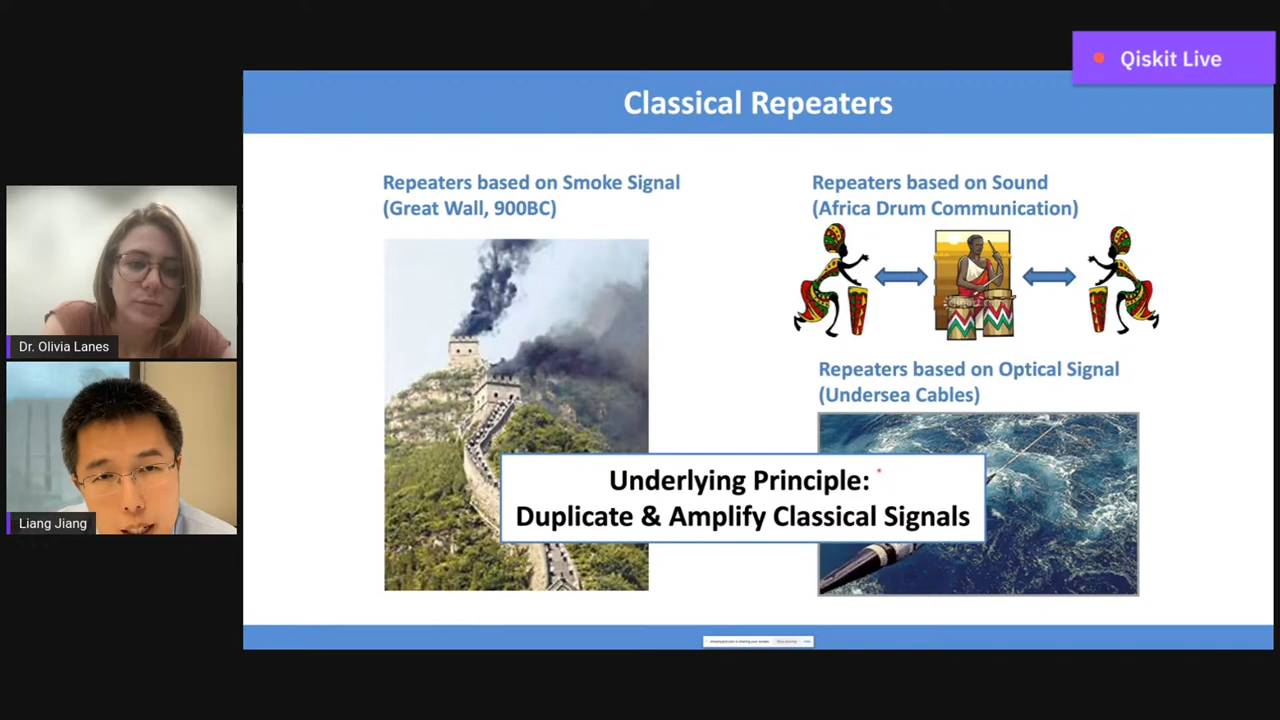 Qiskit Live
Classical Repeaters
Repeaters based on Smoke Signal
(Great Wall, 900BC)
Repeaters based on Sound
(Africa Drum Communication)
Repeaters based on Optical Signal
(Undersea Cables)
Underlying Principle:
Duplicate & Amplify Classical Signals
Dr. Olivia Lanes
Liang Jiang